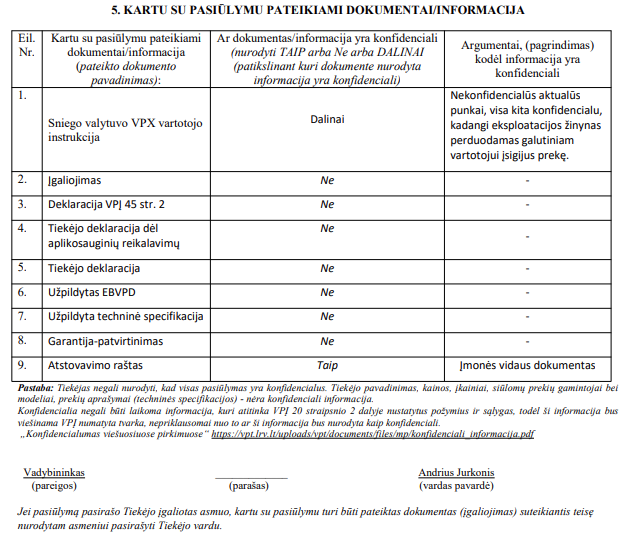 5. KARTU SU PASIŪLYMU PATEIKIAMI DOKUMENTAI/INFORMACIJA
Eil. Nr.
Kartu su pasiūlymu pateikiami
dokumentai/informacija
(pateikto dokumento
pavadinimas):
Ar dokumentas/informacija yra konfidenciali
(nurodyti TAIP arba Ne arba DALINAI
(patikslinant kuri dokumente nurodyta
informacija yra konfidenciali)
Argumentai, (pagrindimas)
kodėl informacija yra
konfidenciali
1.
Sniego valytuvo VPX vartotojo
instrukcija
Dalinai
Nekonfidencialūs aktualūs
punkai, visa kita konfidencialu,
kadangi eksploatacijos žinynas
perduodamas galutiniam
vartotojui įsigijus prekę.
2. Įgaliojimas Ne -
3. Deklaracija VPĮ 45 str. 2 Ne -
4. Tiekėjo deklaracija dėl
aplikosauginių reikalavimų Ne -
5. Tiekėjo deklaracija Ne -
6. Užpildytas EBVPD Ne -
7. Užpildyta techninė specifikacija Ne -
8. Garantija-patvirtinimas Ne -
9. Atstovavimo raštas Taip Įmonės vidaus dokumentas
Pastaba: Tiekėjas negali nurodyti, kad visas pasiūlymas yra konfidencialus. Tiekėjo pavadinimas, kainos, įkainiai, siūlomų prekių gamintojai bei
modeliai, prekių aprašymai (techninės specifikacijos) - nėra konfidenciali informacija.
Konfidencialia negali būti laikoma informacija, kuri atitinka VPĮ 20 straipsnio 2 dalyje nustatytus požymius ir sąlygas, todėl ši informacija bus
viešinama VPĮ numatyta tvarka, nepriklausomai nuo to ar ši informacija bus nurodyta kaip konfidenciali.
„Konfidencialumas viešuosiuose pirkimuose“ https://vpt.lrv.lt/uploads/vpt/documents/files/mp/konfidenciali_informacija.pdf
Vadybininkas Andrius Jurkonis
(pareigos) (parašas) (vardas pavardė)
Jei pasiūlymą pasirašo Tiekėjo įgaliotas asmuo, kartu su pasiūlymu turi būti pateiktas dokumentas (įgaliojimas) suteikiantis teisę
nurodytam asmeniui pasirašyti Tiekėjo vardu.